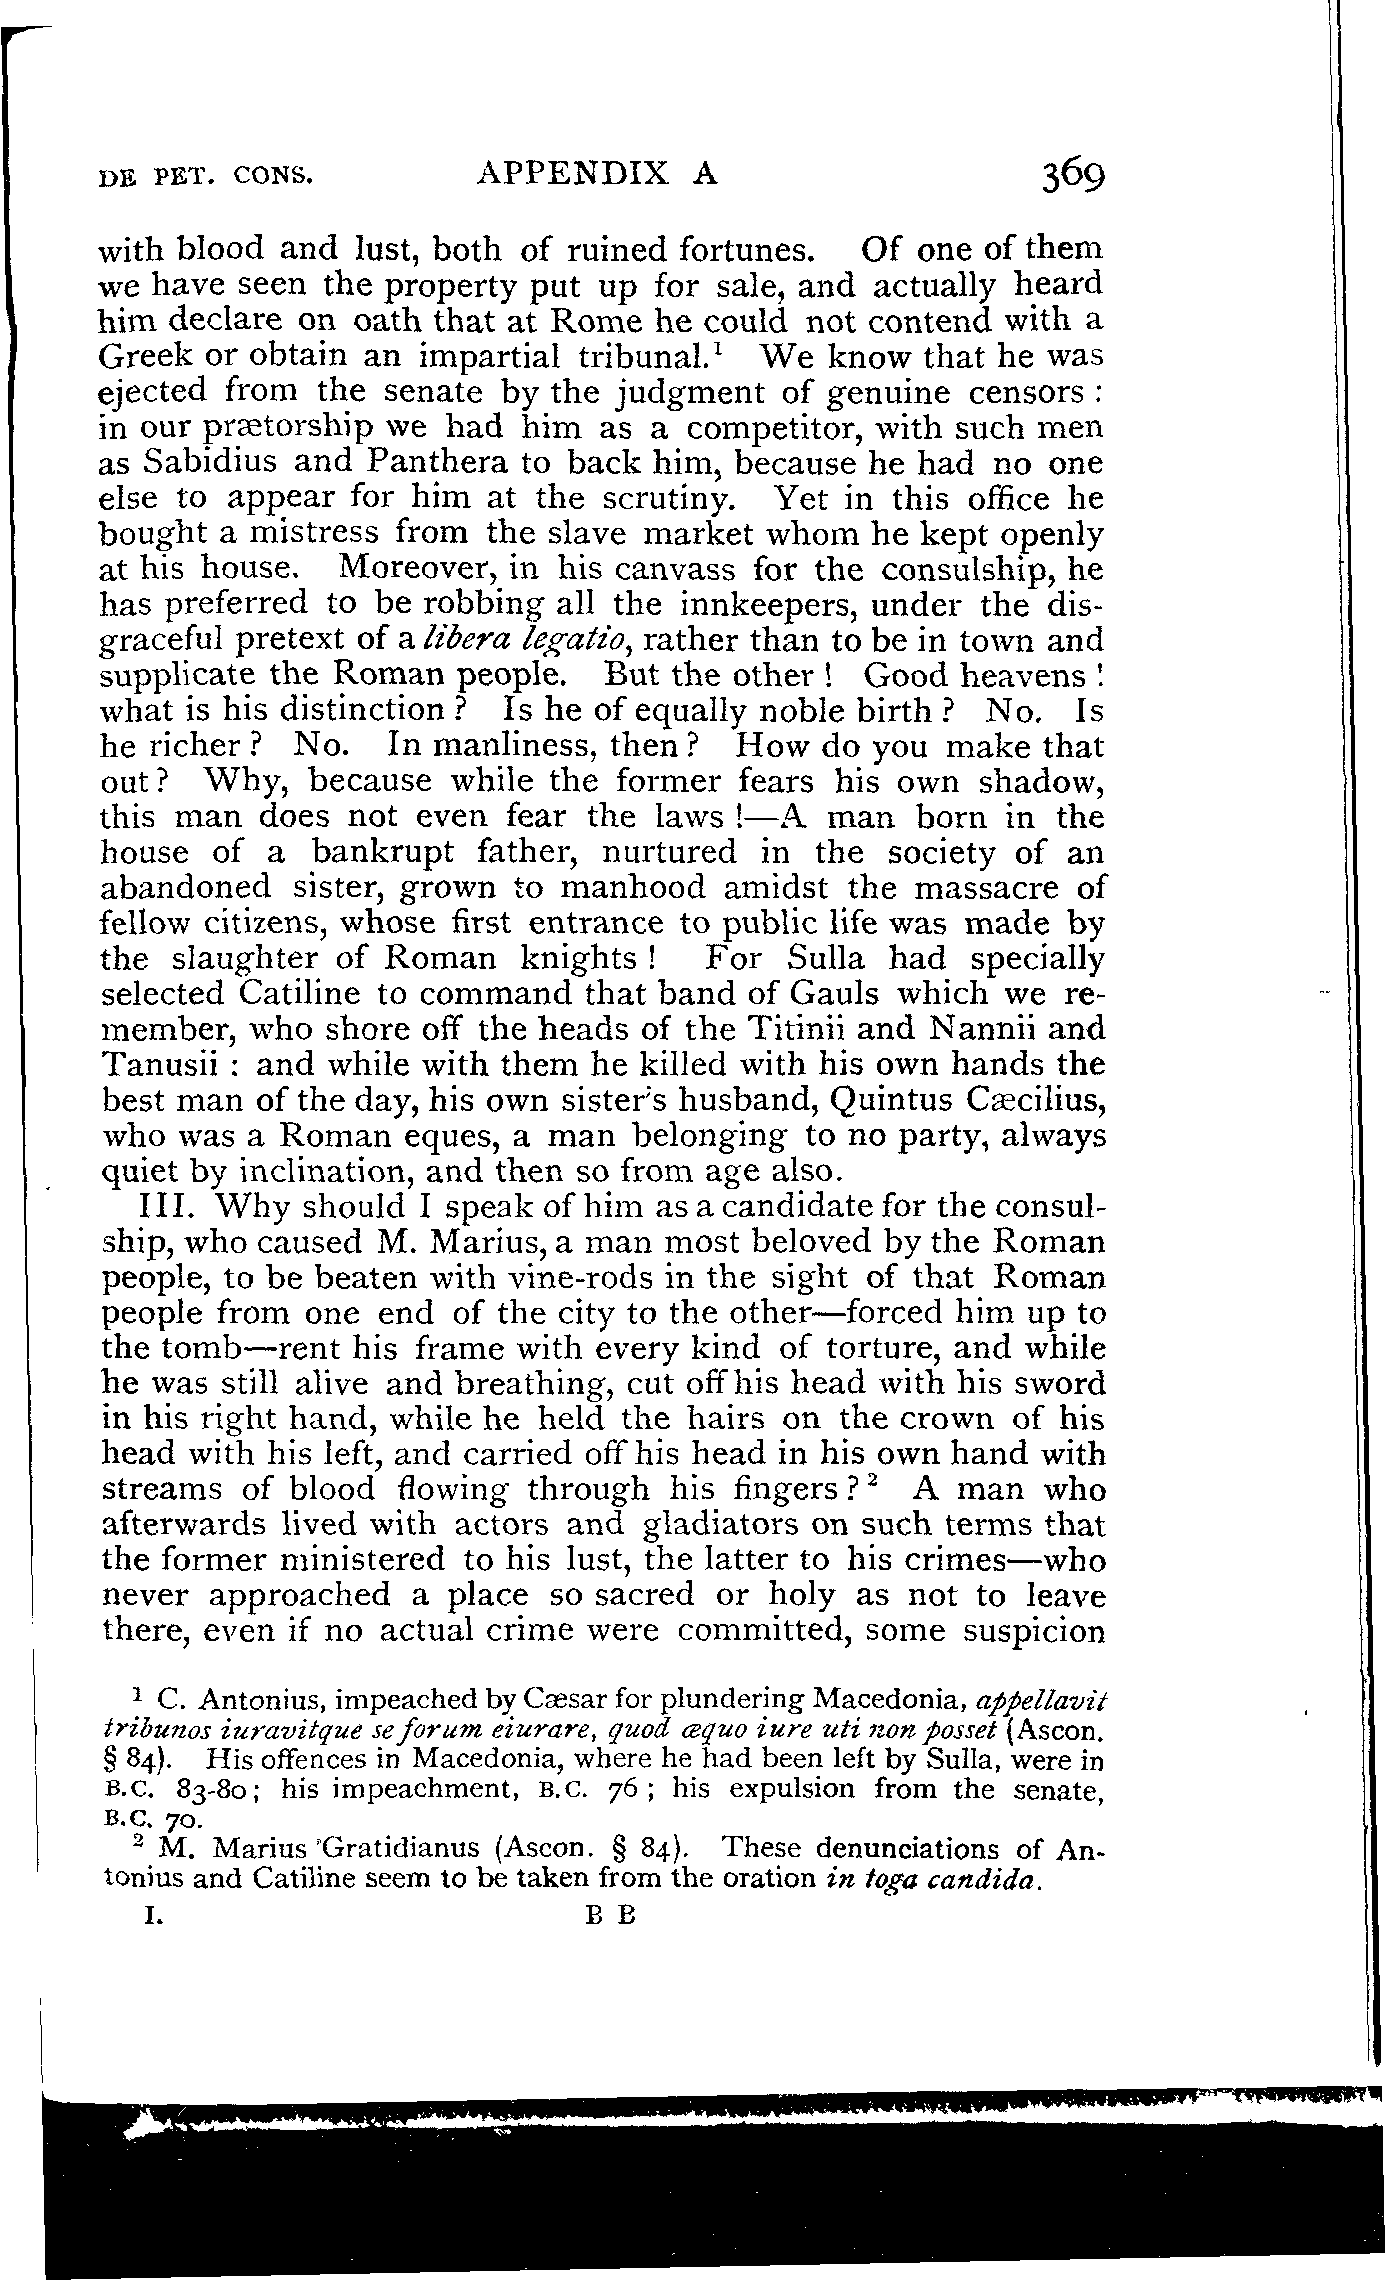 DE PET. CONS. APPENDIX A 369
with blood and lust, both of ruined fortunes. Of one of them
we have seen the property put up for sale, and actually heard
him declare on oath that at Rome he could not contend with a
Greek or obtain an impartial tribunal.¹ We know that he was
ejected from the senate by the judgment of genuine censors :
in our prætorship we had him as a competitor, with such men
as Sabidius and Panthera to back him, because he had no one
else to appear for him at the scrutiny. Yet in this office he
bought a mistress from the slave market whom he kept openly
at his house. Moreover, in his canvass for the consulship, he
has preferred to be robbing all the innkeepers, under the dis-
graceful pretext of a libera legatio, rather than to be in town and
supplicate the Roman people. But the other ! Good heavens !
what is his distinction ? Is he of equally noble birth ? No. Is
he richer ? No. In manliness, then ? How do you make that
out ? Why, because while the former fears his own shadow,
this man does not even fear the laws !—A man born in the
house of a bankrupt father, nurtured in the society of an
abandoned sister, grown to manhood amidst the massacre of
fellow citizens, whose first entrance to public life was made by
the slaughter of Roman knights ! For Sulla had specially
selected Catiline to command that band of Gauls which we re-
member, who shore off the heads of the Titinii and Nannii and
Tanusii : and while with them he killed with his own hands the
best man of the day, his own sister's husband, Quintus Cæcilius,
who was a Roman eques, a man belonging to no party, always
quiet by inclination, and then so from age also.
III. Why should I speak of him as a candidate for the consul-
ship, who caused M. Marius, a man most beloved by the Roman
people, to be beaten with vine-rods in the sight of that Roman
people from one end of the city to the other—forced him up to
the tomb—rent his frame with every kind of torture, and while
he was still alive and breathing, cut off his head with his sword
in his right hand, while he held the hairs on the crown of his
head with his left, and carried off his head in his own hand with
streams of blood flowing through his fingers ? ² A man who
afterwards lived with actors and gladiators on such terms that
the former ministered to his lust, the latter to his crimes—who
never approached a place so sacred or holy as not to leave
there, even if no actual crime were committed, some suspicion
¹ C. Antonius, impeached by Cæsar for plundering Macedonia, appellavit
tribunos iuravitque se forum eiurare, quod æquo iure uti non posset (Ascon.
§ 84). His offences in Macedonia, where he had been left by Sulla, were in
B.C. 83-80; his impeachment, B.C. 76 ; his expulsion from the senate,
B.C. 70.
² M. Marius Gratidianus (Ascon. § 84). These denunciations of An-
tonius and Catiline seem to be taken from the oration in toga candida.
I. B B